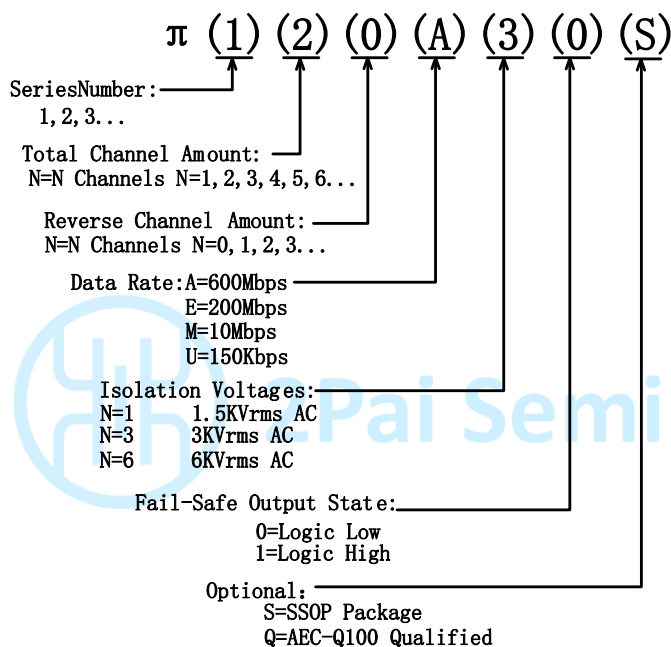 π (1)(2)(0)(A)(3)(0)(S)
SeriesNumber:
1,2,3...
Total Channel Amount:
N=N Channels N=1,2,3,4,5,6...
Reverse Channel Amount:
N=N Channels N=0,1,2,3...
Data Rate:A=600Mbps
E=200Mbps
M=10Mbps
U=150Kbps
Isolation Voltages:
N=1 1.5KVrms AC
N=3 3KVrms AC
N=6 6KVrms AC
2Pai Semi
Fail-Safe Output State:
0=Logic Low
1=Logic High
Optional:
S=SSOP Package
Q=AEC-Q100 Qualified